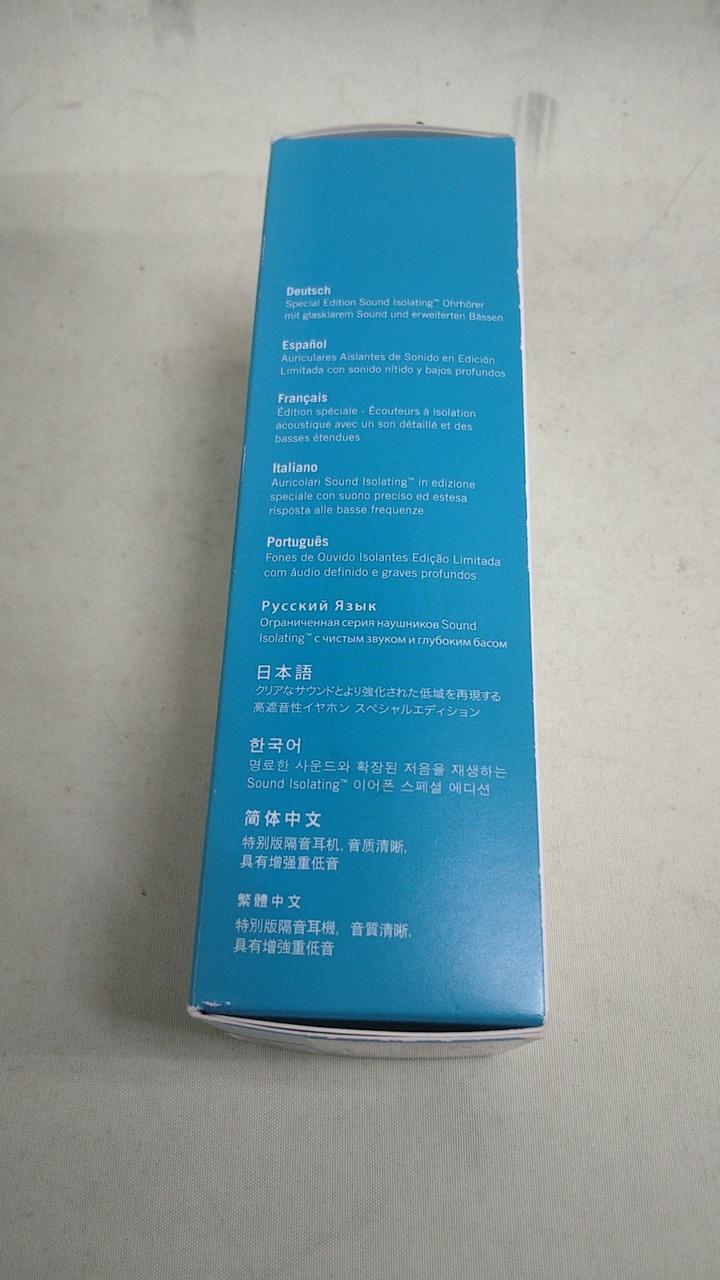 Deutsch
Special Edition Sound Isolating™ Ohrhörer
mit glasklarem Sound und erweiterten Bässen
Español
Auriculares Aislantes de Sonido en Edición
Limitada con sonido nítido y bajos profundos
Français
Édition spéciale - Écouteurs à isolation
acoustique avec un son détaillé et des
basses étendues
Italiano
Auricolari Sound Isolating™ in edizione
speciale con suono preciso ed estesa
risposta alle basse frequenze
Português
Fones de Ouvido Isolantes Edição Limitada
com áudio definido e graves profundos
Русский Язык
Ограниченная серия наушников Sound
Isolating™ с чистым звуком и глубоким басом
日本語
クリアなサウンドとより強化された低域を再現する
高遮音性イヤホン スペシャルエディション
한국어
명료한 사운드와 확장된 저음을 재생하는
Sound Isolating™ 이어폰 스페셜 에디션
简体中文
特别版隔音耳机, 音质清晰,
具有增强重低音
繁體中文
特別版隔音耳機, 音質清晰,
具有增強重低音